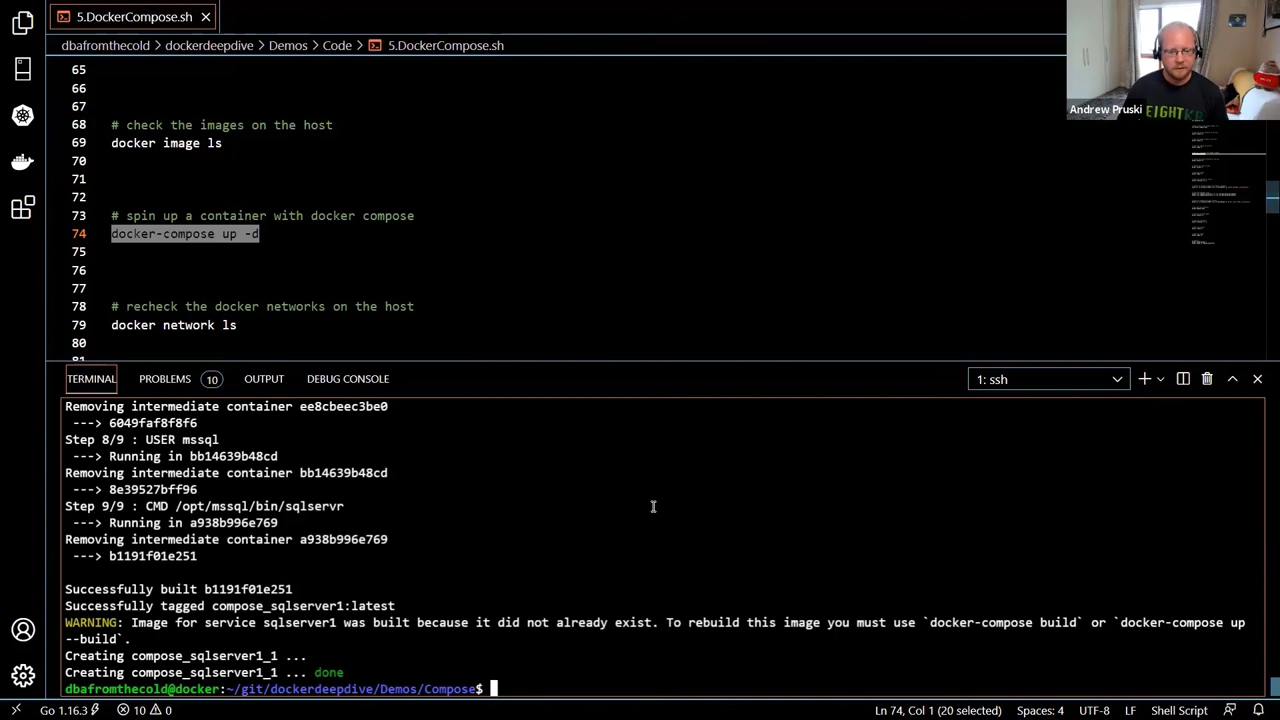 5.DockerCompose.sh
dbafromthecold > dockerdeepdive > Demos > Code > 5.DockerCompose.sh
Andrew Pruski
65
66
67
68 # check the images on the host
69 docker image ls
70
71
72
73 # spin up a container with docker compose
74 docker-compose up -d
75
76
77
78 # recheck the docker networks on the host
79 docker network ls
80
81
TERMINAL PROBLEMS 10 OUTPUT DEBUG CONSOLE 1: ssh
Removing intermediate container ee8cbeec3be0
---> 6049faf8f8f6
Step 8/9 : USER mssql
---> Running in bb14639b48cd
Removing intermediate container bb14639b48cd
---> 8e39527bff96
Step 9/9 : CMD /opt/mssql/bin/sqlservr
---> Running in a938b996e769
Removing intermediate container a938b996e769
---> b1191f01e251
Successfully built b1191f01e251
Successfully tagged compose_sqlserver1:latest
WARNING: Image for service sqlserver1 was built because it did not already exist. To rebuild this image you must use `docker-compose build` or `docker-compose up
--build`.
Creating compose_sqlserver1_1 ...
Creating compose_sqlserver1_1 ... done
dbafromthecold@docker:~/git/dockerdeepdive/Demos/Compose$
Go 1.16.3 10 0 Ln 74, Col 1 (20 selected) Spaces: 4 UTF-8 LF Shell Script